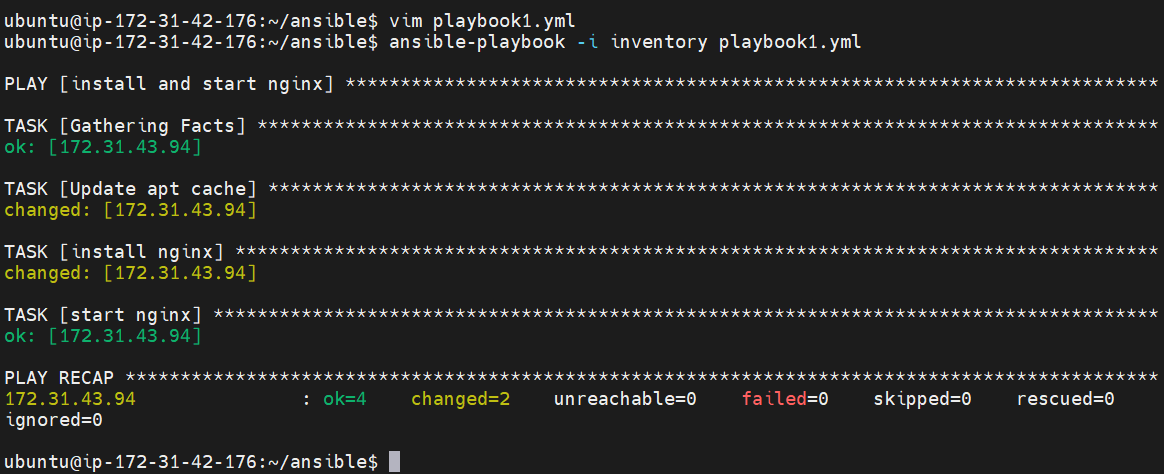 ubuntu@ip-172-31-42-176:~/ansible$ vim playbook1.yml
ubuntu@ip-172-31-42-176:~/ansible$ ansible-playbook -i inventory playbook1.yml
PLAY [install and start nginx] **************************************************************************
TASK [Gathering Facts] **********************************************************************************
ok: [172.31.43.94]
TASK [Update apt cache] *********************************************************************************
changed: [172.31.43.94]
TASK [install nginx] ************************************************************************************
changed: [172.31.43.94]
TASK [start nginx] **************************************************************************************
ok: [172.31.43.94]
PLAY RECAP **********************************************************************************************
172.31.43.94               : ok=4    changed=2    unreachable=0    failed=0    skipped=0    rescued=0
ignored=0
ubuntu@ip-172-31-42-176:~/ansible$